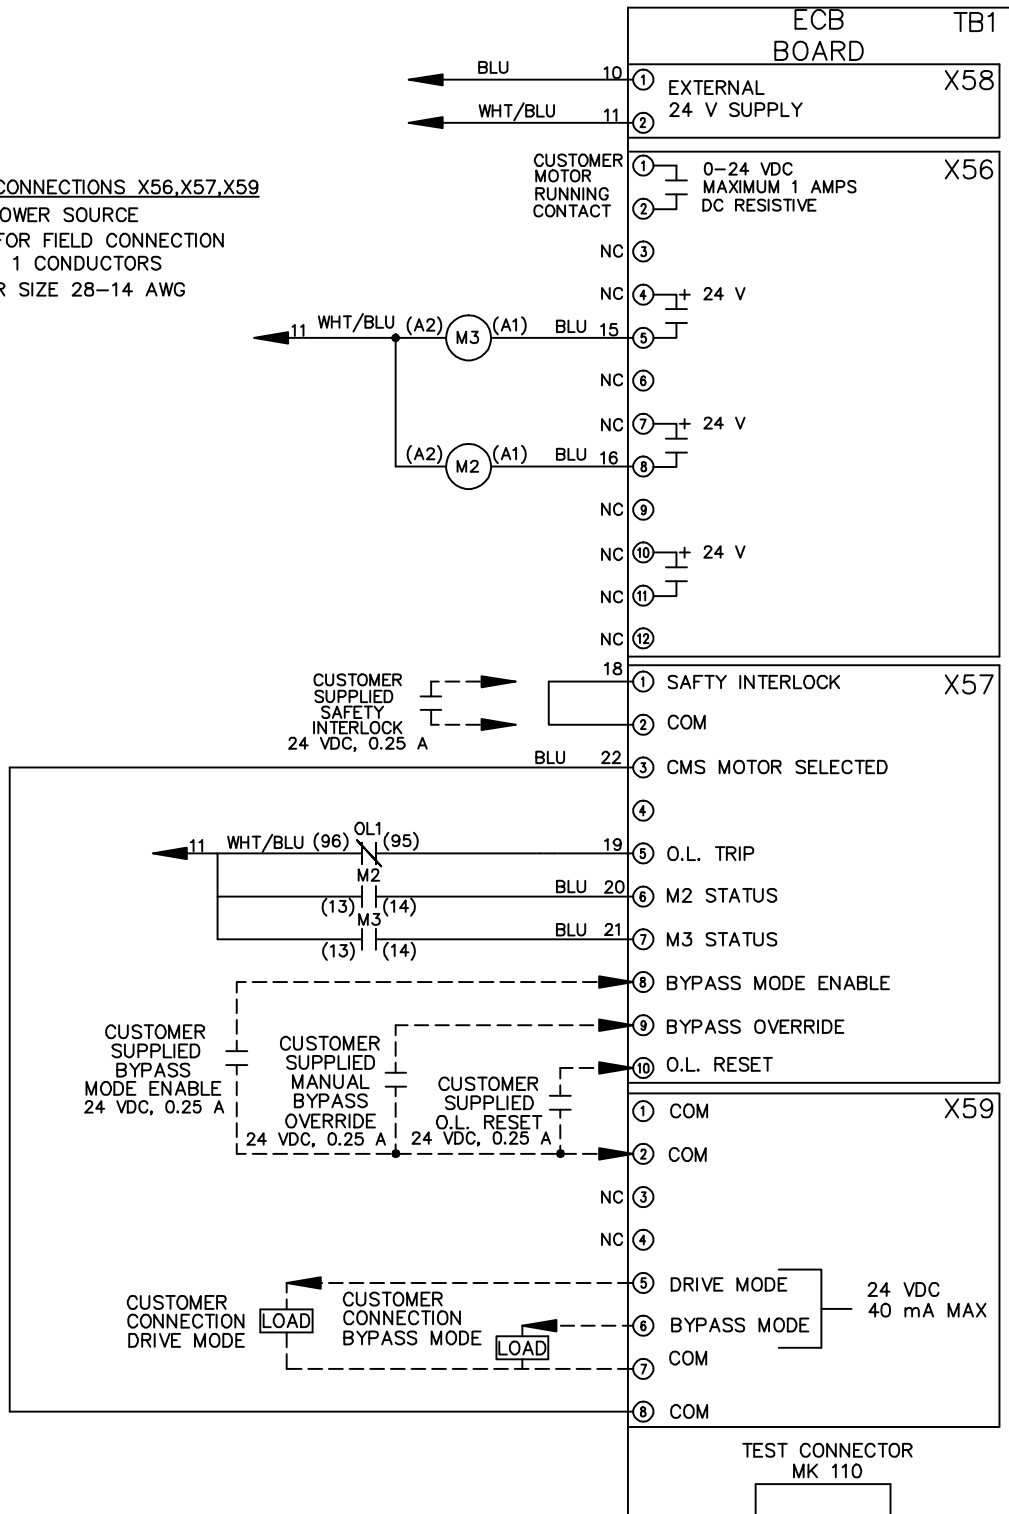 ECB TB1
BOARD
BLU 10 1 EXTERNAL X58
WHT/BLU 11 2 24 V SUPPLY
CONNECTIONS X56,X57,X59
OWER SOURCE
FOR FIELD CONNECTION
1 CONDUCTORS
R SIZE 28-14 AWG
CUSTOMER
MOTOR
RUNNING
CONTACT
1
2
0-24 VDC
MAXIMUM 1 AMPS
DC RESISTIVE
X56
NC 3
NC 4 + 24 V
11 WHT/BLU (A2) M3 (A1) BLU 15 5
NC 6
NC 7 + 24 V
(A2) M2 (A1) BLU 16 8
NC 9
NC 10 + 24 V
NC 11
NC 12
CUSTOMER
SUPPLIED
SAFETY
INTERLOCK
24 VDC, 0.25 A
18 1 SAFTY INTERLOCK X57
2 COM
BLU 22 3 CMS MOTOR SELECTED
4
11 WHT/BLU (96) OL1 (95) 19 5 O.L. TRIP
M2
(13) (14) BLU 20 6 M2 STATUS
M3
(13) (14) BLU 21 7 M3 STATUS
8 BYPASS MODE ENABLE
9 BYPASS OVERRIDE
10 O.L. RESET
CUSTOMER
SUPPLIED
BYPASS
MODE ENABLE
24 VDC, 0.25 A
CUSTOMER
SUPPLIED
MANUAL
BYPASS
OVERRIDE
24 VDC, 0.25 A
CUSTOMER
SUPPLIED
O.L. RESET
24 VDC, 0.25 A
1 COM X59
2 COM
NC 3
NC 4
5 DRIVE MODE
6 BYPASS MODE
24 VDC
40 mA MAX
7 COM
8 COM
CUSTOMER
CONNECTION
DRIVE MODE
LOAD
CUSTOMER
CONNECTION
BYPASS MODE
LOAD
TEST CONNECTOR
MK 110